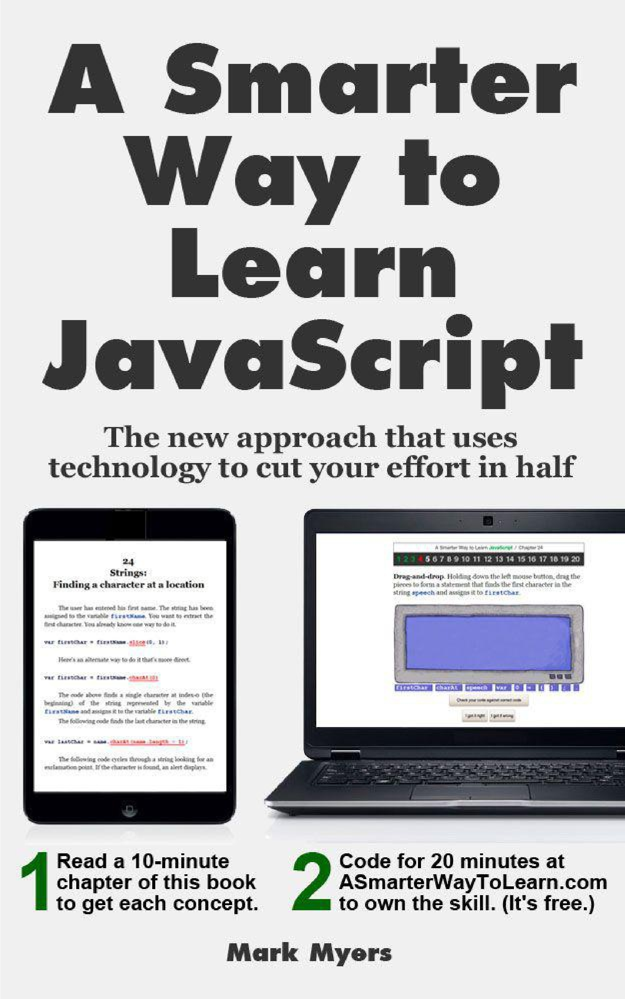 A Smarter
Way to
Learn
JavaScript
The new approach that uses
technology to cut your effort in half
24
Strings:
Finding a character at a location
The user has entered his first name. The string has been
assigned to the variable firstName. You want to extract the
first character. You already know one way to do it.
var firstChar = firstName.slice(0, 1);
Here's an alternate way to do it that's more direct.
var firstChar = firstName.charAt(0)
The code above finds a single character at index-0 (the
beginning) of the string represented by the variable
firstName and assigns it to the variable firstChar.
The following code finds the last character in the string.
var lastChar = name.charAt(name.length - 1);
The following code cycles through a string looking for an
exclamation point. If the character is found, an alert displays.
A Smarter Way to Learn JavaScript / Chapter 24
1 2 3 4 5 6 7 8 9 10 11 12 13 14 15 16 17 18 19 20
Drag-and-drop. Holding down the left mouse button, drag the
pieces to form a statement that finds the first character in the
string speech and assigns it to firstChar.
firstChar charAt speech var 0 = ( ) ; .
Check your code against correct code
I got it right I got it wrong
1 Read a 10-minute
chapter of this book
to get each concept.
2 Code for 20 minutes at
ASmarterWayToLearn.com
to own the skill. (It's free.)
Mark Myers